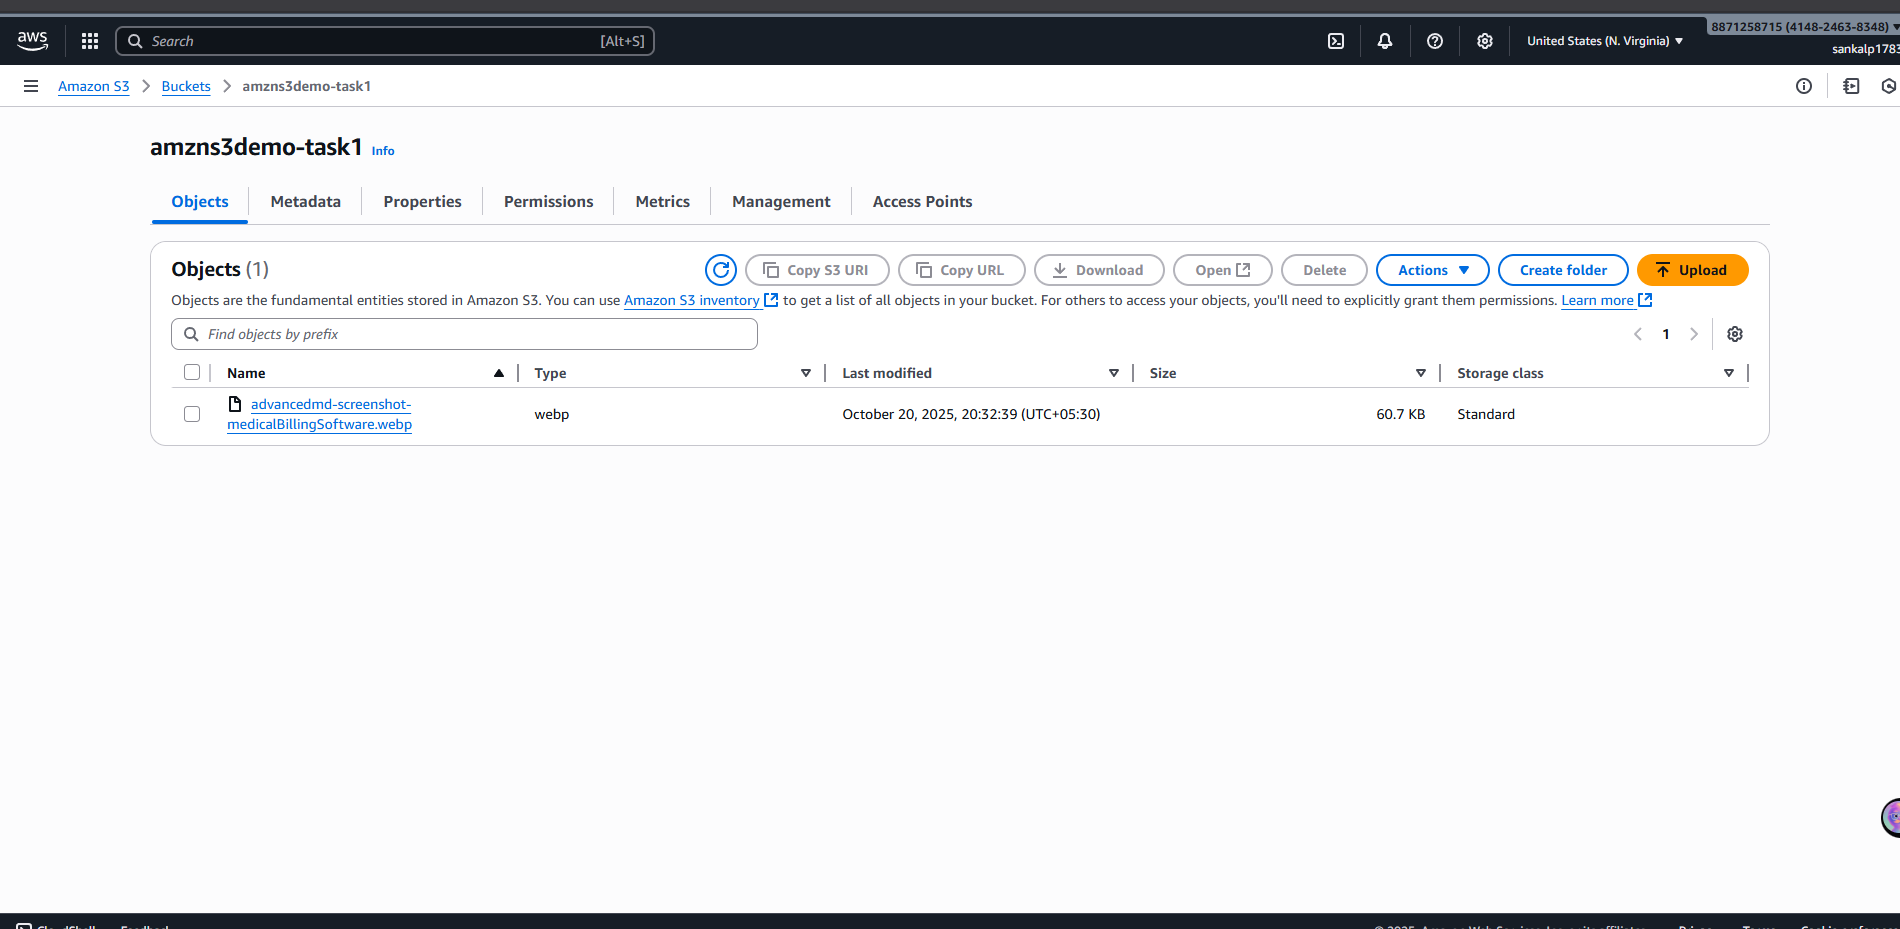 aws
Search [Alt+S]
United States (N. Virginia)
8871258715 (4148-2463-8348)
sankalp1783
Amazon S3 > Buckets > amzns3demo-task1
amzns3demo-task1 Info
Objects Metadata Properties Permissions Metrics Management Access Points
Objects (1) Copy S3 URI Copy URL Download Open Delete Actions Create folder Upload
Objects are the fundamental entities stored in Amazon S3. You can use Amazon S3 inventory to get a list of all objects in your bucket. For others to access your objects, you'll need to explicitly grant them permissions. Learn more
Find objects by prefix
1
Name Type Last modified Size Storage class
advancedmd-screenshot-
medicalBillingSoftware.webp
webp October 20, 2025, 20:32:39 (UTC+05:30) 60.7 KB Standard
CloudShell Feedback